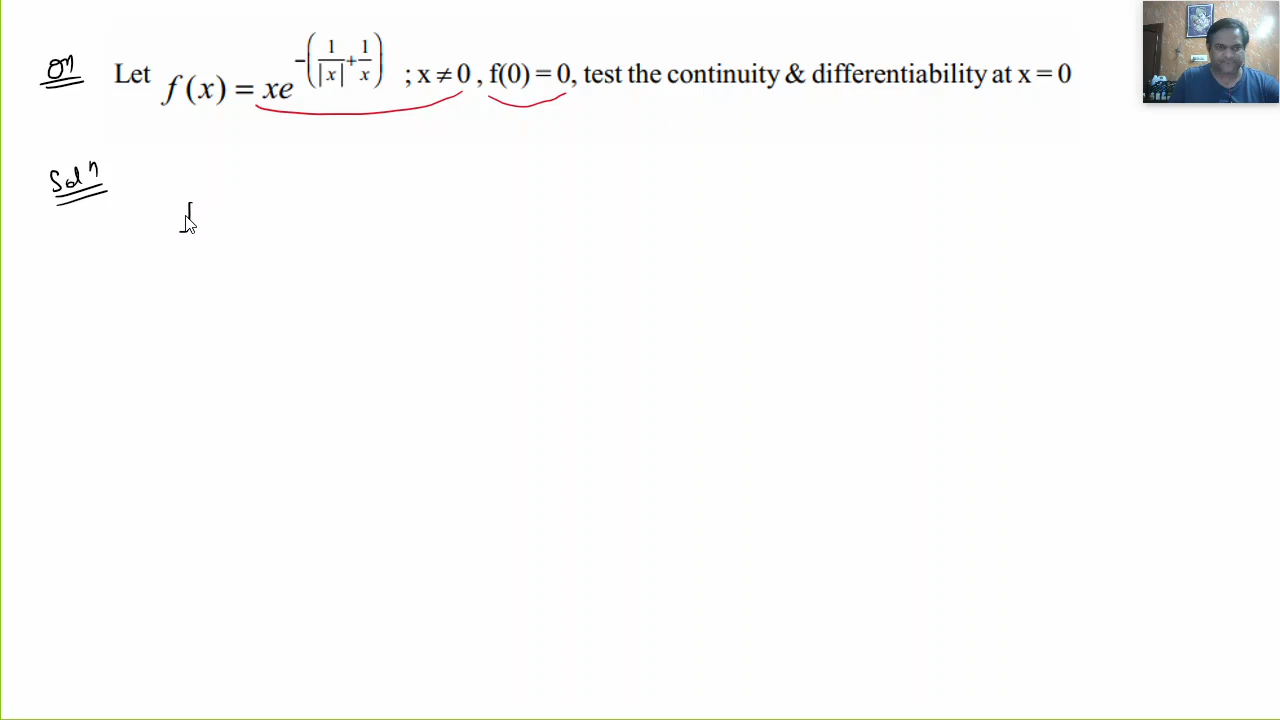 Qn Let f(x) = xe^{-(1/|x| + 1/x)} ; x ≠ 0 , f(0) = 0, test the continuity & differentiability at x = 0
Solⁿ